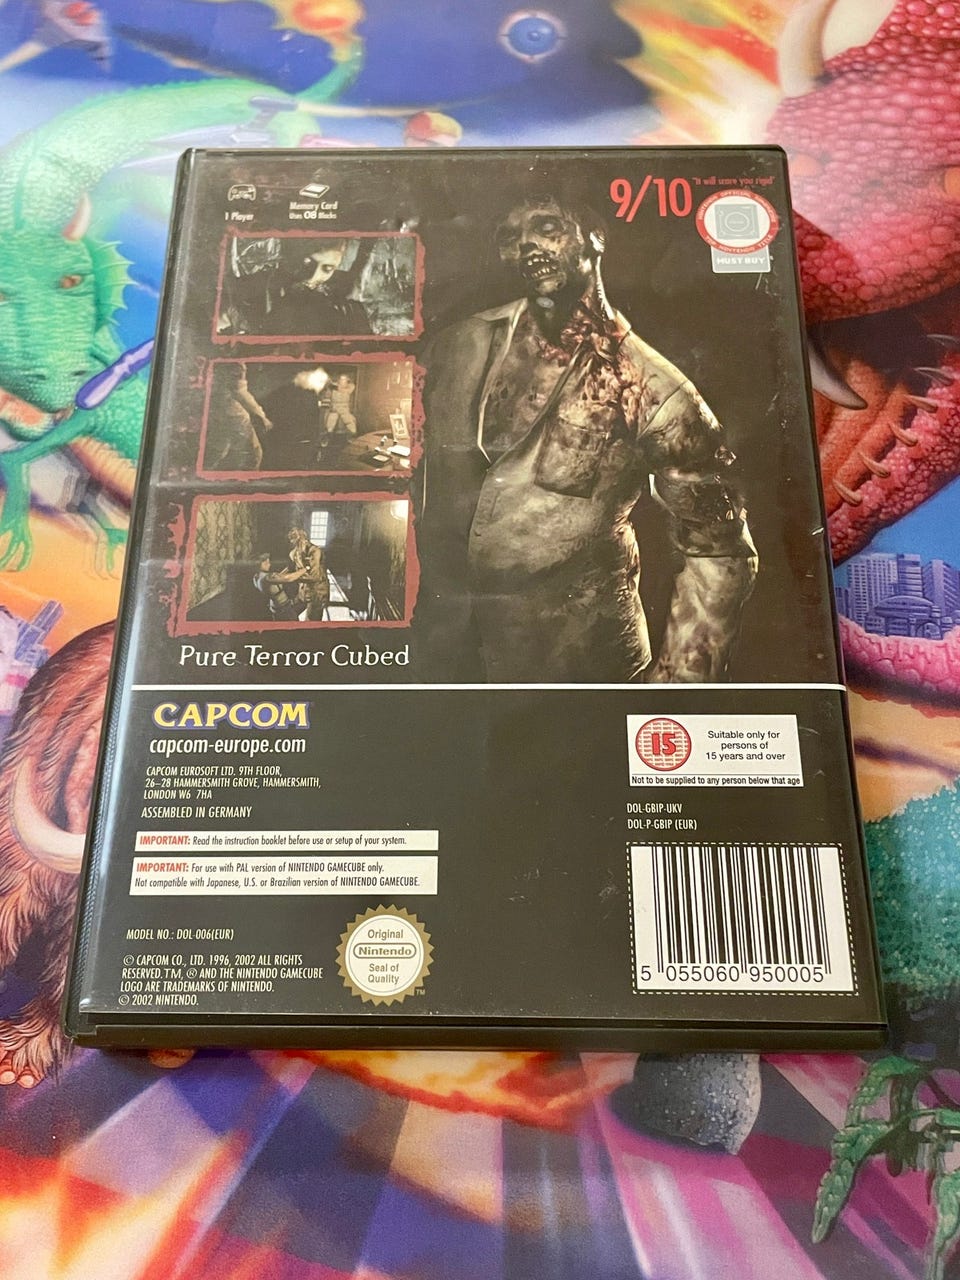 1 Player
Memory Card
Uses 08 Blocks
9/10
"It will scare you rigid"
MUST BUY
Pure Terror Cubed
CAPCOM
capcom-europe.com
CAPCOM EUROSOFT LTD. 9TH FLOOR,
26-28 HAMMERSMITH GROVE, HAMMERSMITH,
LONDON W6 7HA
ASSEMBLED IN GERMANY
IMPORTANT: Read the instruction booklet before use or setup of your system.
IMPORTANT: For use with PAL version of NINTENDO GAMECUBE only.
Not compatible with Japanese, U.S. or Brazilian version of NINTENDO GAMECUBE.
MODEL NO.: DOL-006(EUR)
© CAPCOM CO., LTD. 1996, 2002 ALL RIGHTS
RESERVED.TM, ® AND THE NINTENDO GAMECUBE
LOGO ARE TRADEMARKS OF NINTENDO.
© 2002 NINTENDO.
Original
Nintendo
Seal of
Quality
TM
15
Suitable only for
persons of
15 years and over
Not to be supplied to any person below that age
DOL-GBIP-UKV
DOL-P-GBIP (EUR)
5 055060 950005